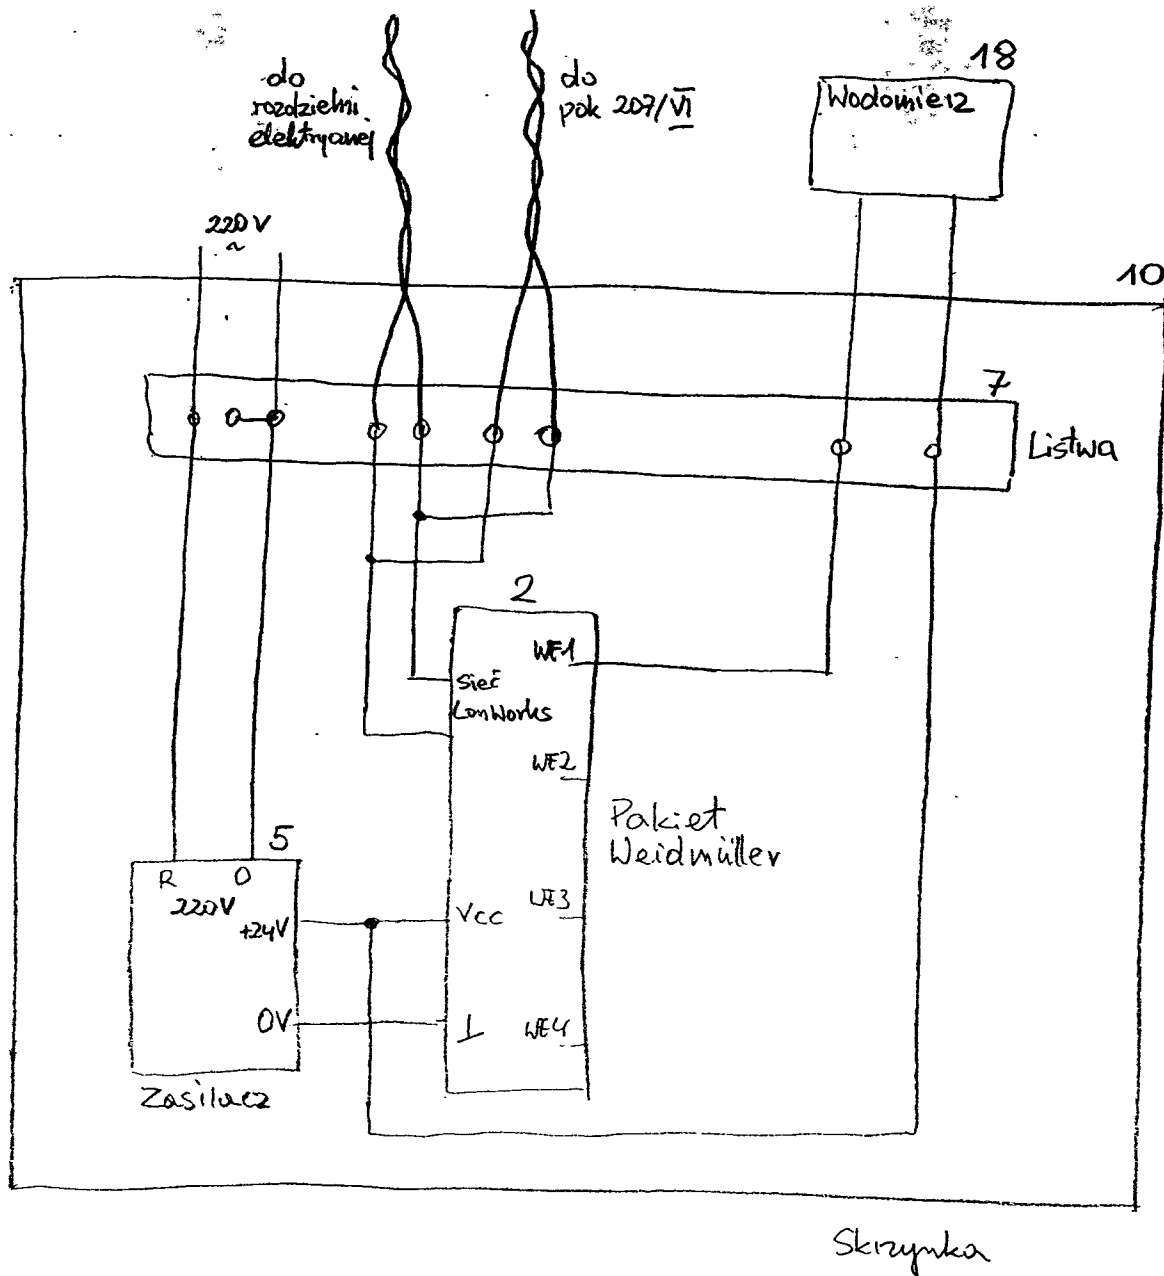 do
rozdzielni
elektrycznej
do
pok 207/VI
18
Wodomierz
220V
~
10
7
Listwa
2
WE1
sieć
LonWorks
WE2
Pakiet
Weidmüller
5
R O
220V
+24V
Vcc
WE3
0V
⊥
WE4
Zasilacz
Skrzynka